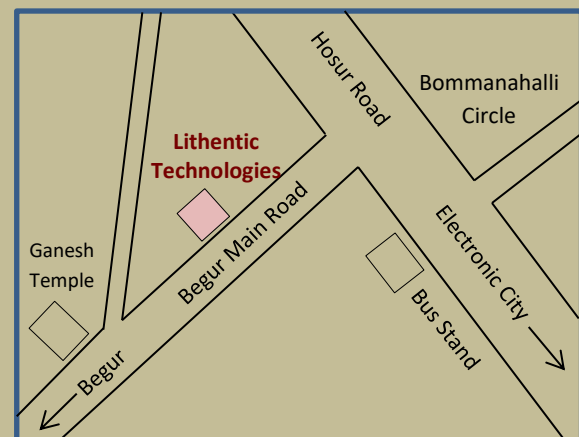 Hosur Road
Bommanahalli
Circle
Lithentic
Technologies
Begur Main Road
Ganesh
Temple
Electronic City
Bus Stand
Begur